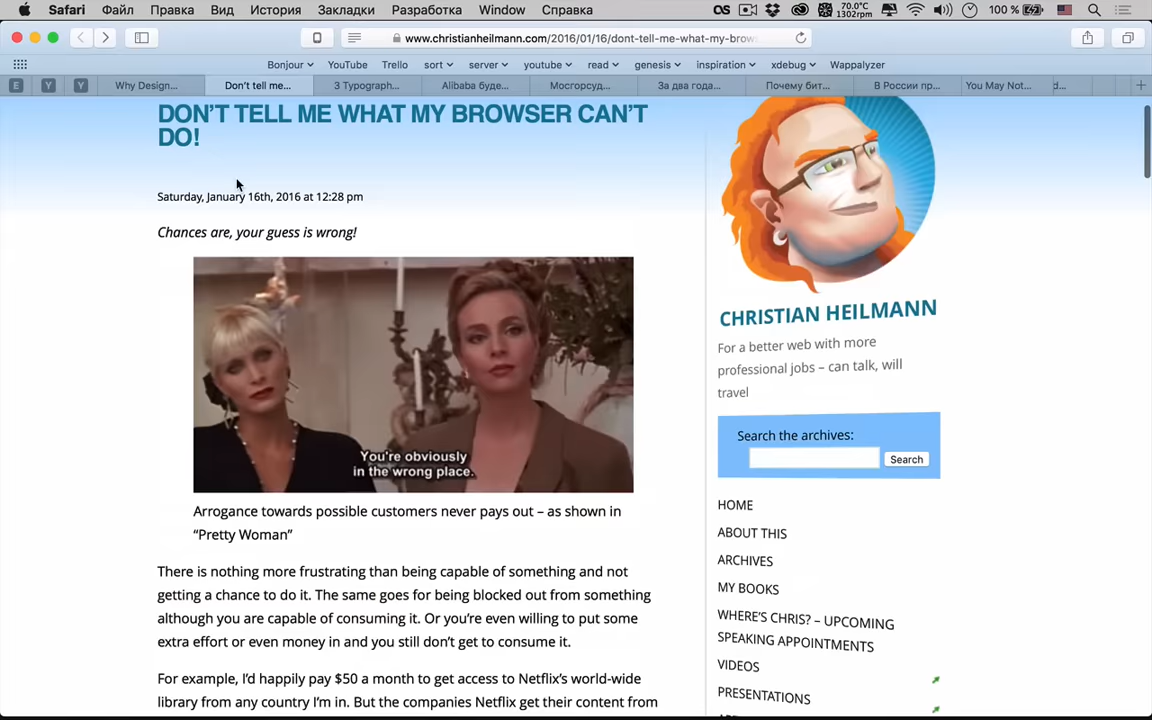 Safari Файл Правка Вид История Закладки Разработка Window Справка 70.0°C 1302rpm 100 %
www.christianheilmann.com/2016/01/16/dont-tell-me-what-my-brow
Bonjour YouTube Trello sort server youtube read genesis inspiration xdebug Wappalyzer
E Y Y Why Design... Don't tell me... 3 Typograph... Alibaba буде... Мосгорсуд... За два года... Почему бит... В России пр... You May Not... d...
DON'T TELL ME WHAT MY BROWSER CAN'T
DO!
Saturday, January 16th, 2016 at 12:28 pm
Chances are, your guess is wrong!
You're obviously
in the wrong place.
Arrogance towards possible customers never pays out – as shown in
“Pretty Woman”
There is nothing more frustrating than being capable of something and not
getting a chance to do it. The same goes for being blocked out from something
although you are capable of consuming it. Or you're even willing to put some
extra effort or even money in and you still don't get to consume it.
For example, I'd happily pay $50 a month to get access to Netflix's world-wide
library from any country I'm in. But the companies Netflix get their content from
CHRISTIAN HEILMANN
For a better web with more
professional jobs – can talk, will
travel
Search the archives:
Search
HOME
ABOUT THIS
ARCHIVES
MY BOOKS
WHERE'S CHRIS? – UPCOMING
SPEAKING APPOINTMENTS
VIDEOS
PRESENTATIONS